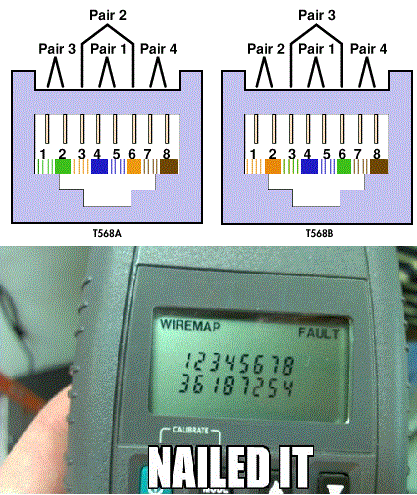 Pair 2
Pair 3 Pair 1 Pair 4
1 2 3 4 5 6 7 8
T568A
Pair 3
Pair 2 Pair 1 Pair 4
1 2 3 4 5 6 7 8
T568B
WIREMAP FAULT
12345678
36187254
CALIBRATE
NAILED IT